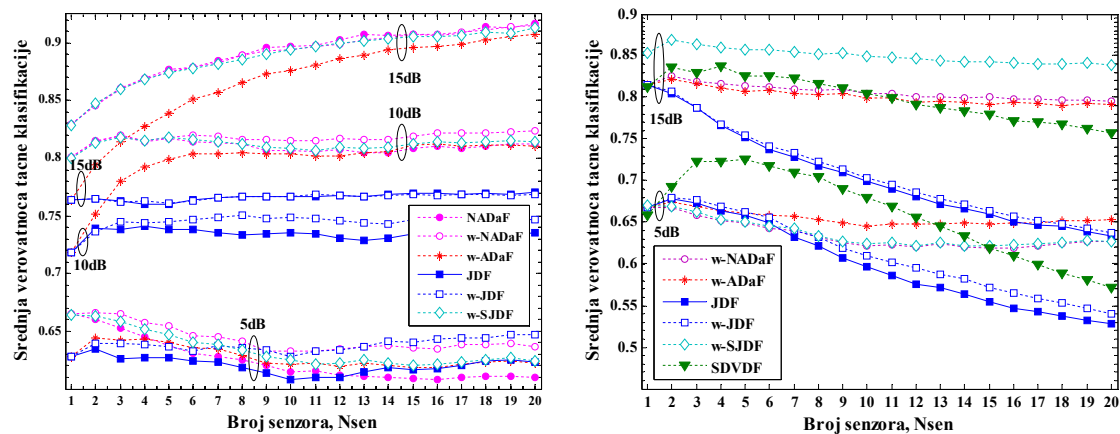 Srednja verovatnoca tacne klasifikacije
0.9
0.85
0.8
0.75
0.7
0.65
15dB
10dB
15dB
10dB
5dB
NADaF
w-NADaF
w-ADaF
JDF
w-JDF
w-SJDF
1 2 3 4 5 6 7 8 9 10 11 12 13 14 15 16 17 18 19 20
Broj senzora, Nsen
Srednja verovatnoca tacne klasifikacije
0.9
0.85
0.8
0.75
0.7
0.65
0.6
0.55
0.5
15dB
5dB
w-NADaF
w-ADaF
JDF
w-JDF
w-SJDF
SDVDF
1 2 3 4 5 6 7 8 9 10 11 12 13 14 15 16 17 18 19 20
Broj senzora, Nsen